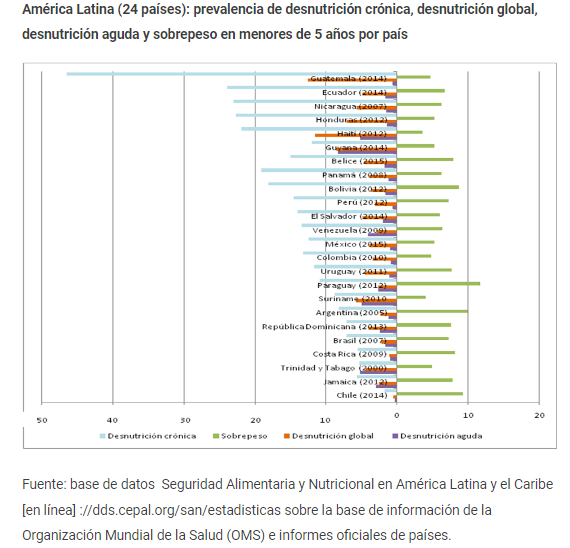 América Latina (24 países): prevalencia de desnutrición crónica, desnutrición global,
desnutrición aguda y sobrepeso en menores de 5 años por país
Guatemala (2014)
Ecuador (2014)
Nicaragua (2007)
Honduras (2012)
Haití (2012)
Guyana (2014)
Belice (2015)
Panamá (2008)
Bolivia (2012)
Perú (2012)
El Salvador (2014)
Venezuela (2009)
México (2015)
Colombia (2010)
Uruguay (2011)
Paraguay (2012)
Suriname (2010
Argentina (2005)
República Dominicana (2013)
Brasil (2007)
Costa Rica (2009)
Trinidad y Tabago (2000)
Jamaica (2012)
Chile (2014)
50 40 30 20 10 0 10 20
Desnutrición crónica Sobrepeso Desnutrición global Desnutrición aguda
Fuente: base de datos Seguridad Alimentaria y Nutricional en América Latina y el Caribe
[en línea] ://dds.cepal.org/san/estadisticas sobre la base de información de la
Organización Mundial de la Salud (OMS) e informes oficiales de países.